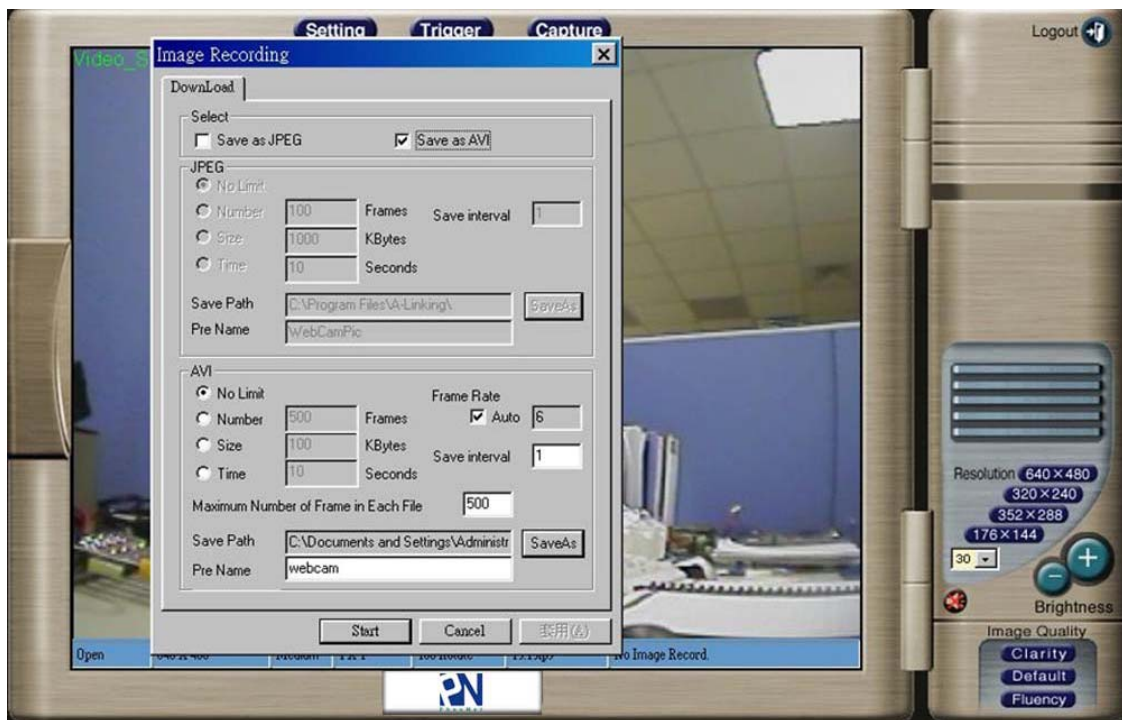 Setting
Trigger
Capture
Logout
Video_S
Image Recording
DownLoad
Select
Save as JPEG
Save as AVI
JPEG
No Limit
Number 100 Frames Save interval 1
Size 1000 KBytes
Time 10 Seconds
Save Path C:\Program Files\A-Linking\ SaveAs
Pre Name WebCamPic
AVI
No Limit Frame Rate
Number 500 Frames Auto 6
Size 100 KBytes Save interval 1
Time 10 Seconds
Maximum Number of Frame in Each File 500
Save Path C:\Documents and Settings\Administr SaveAs
Pre Name webcam
Start Cancel 套用(A)
Open
No Image Record.
PN
Resolution 640×480
320×240
352×288
176×144
30
Brightness
Image Quality
Clarity
Default
Fluency